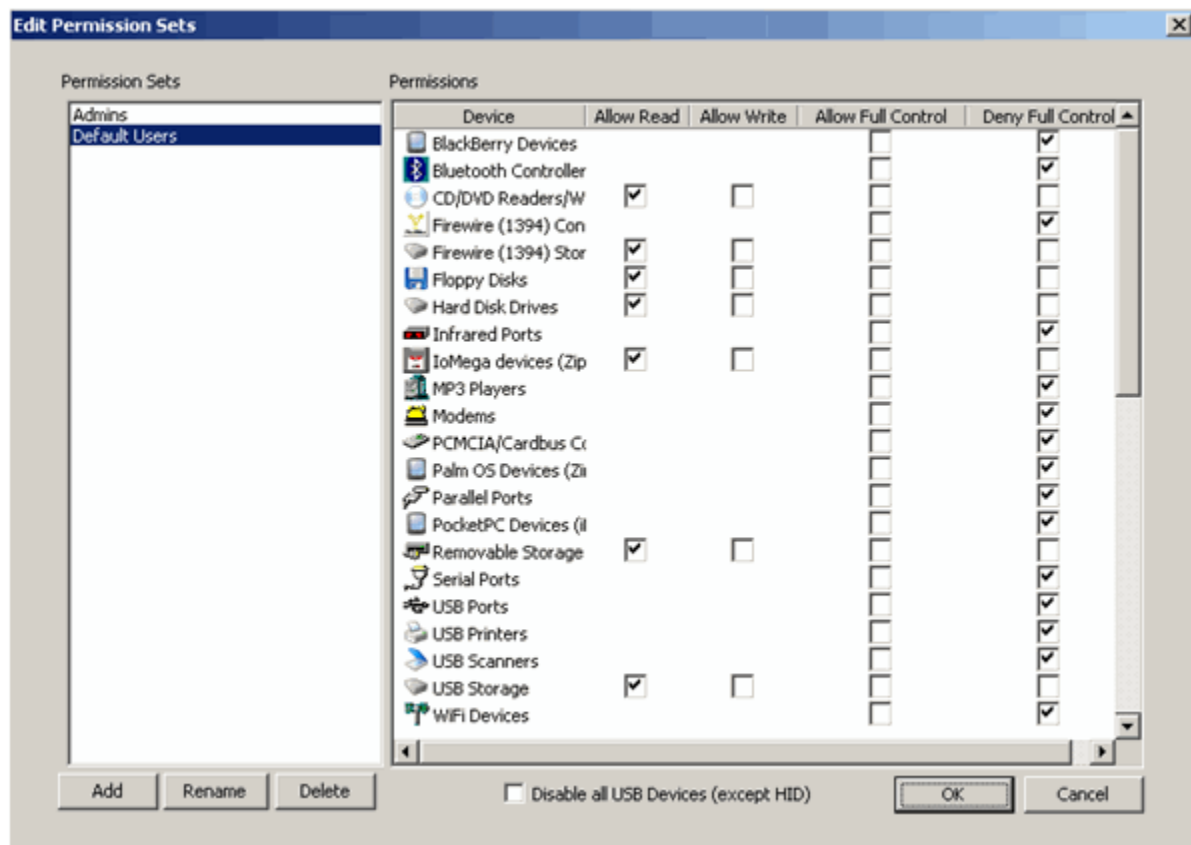 Edit Permission Sets
Permission Sets
Permissions
Admins
Default Users
Device Allow Read Allow Write Allow Full Control Deny Full Control
BlackBerry Devices
Bluetooth Controller
CD/DVD Readers/W
Firewire (1394) Con
Firewire (1394) Stor
Floppy Disks
Hard Disk Drives
Infrared Ports
IoMega devices (Zip
MP3 Players
Modems
PCMCIA/Cardbus Co
Palm OS Devices (Zi
Parallel Ports
PocketPC Devices (i
Removable Storage
Serial Ports
USB Ports
USB Printers
USB Scanners
USB Storage
WiFi Devices
Add Rename Delete Disable all USB Devices (except HID) OK Cancel